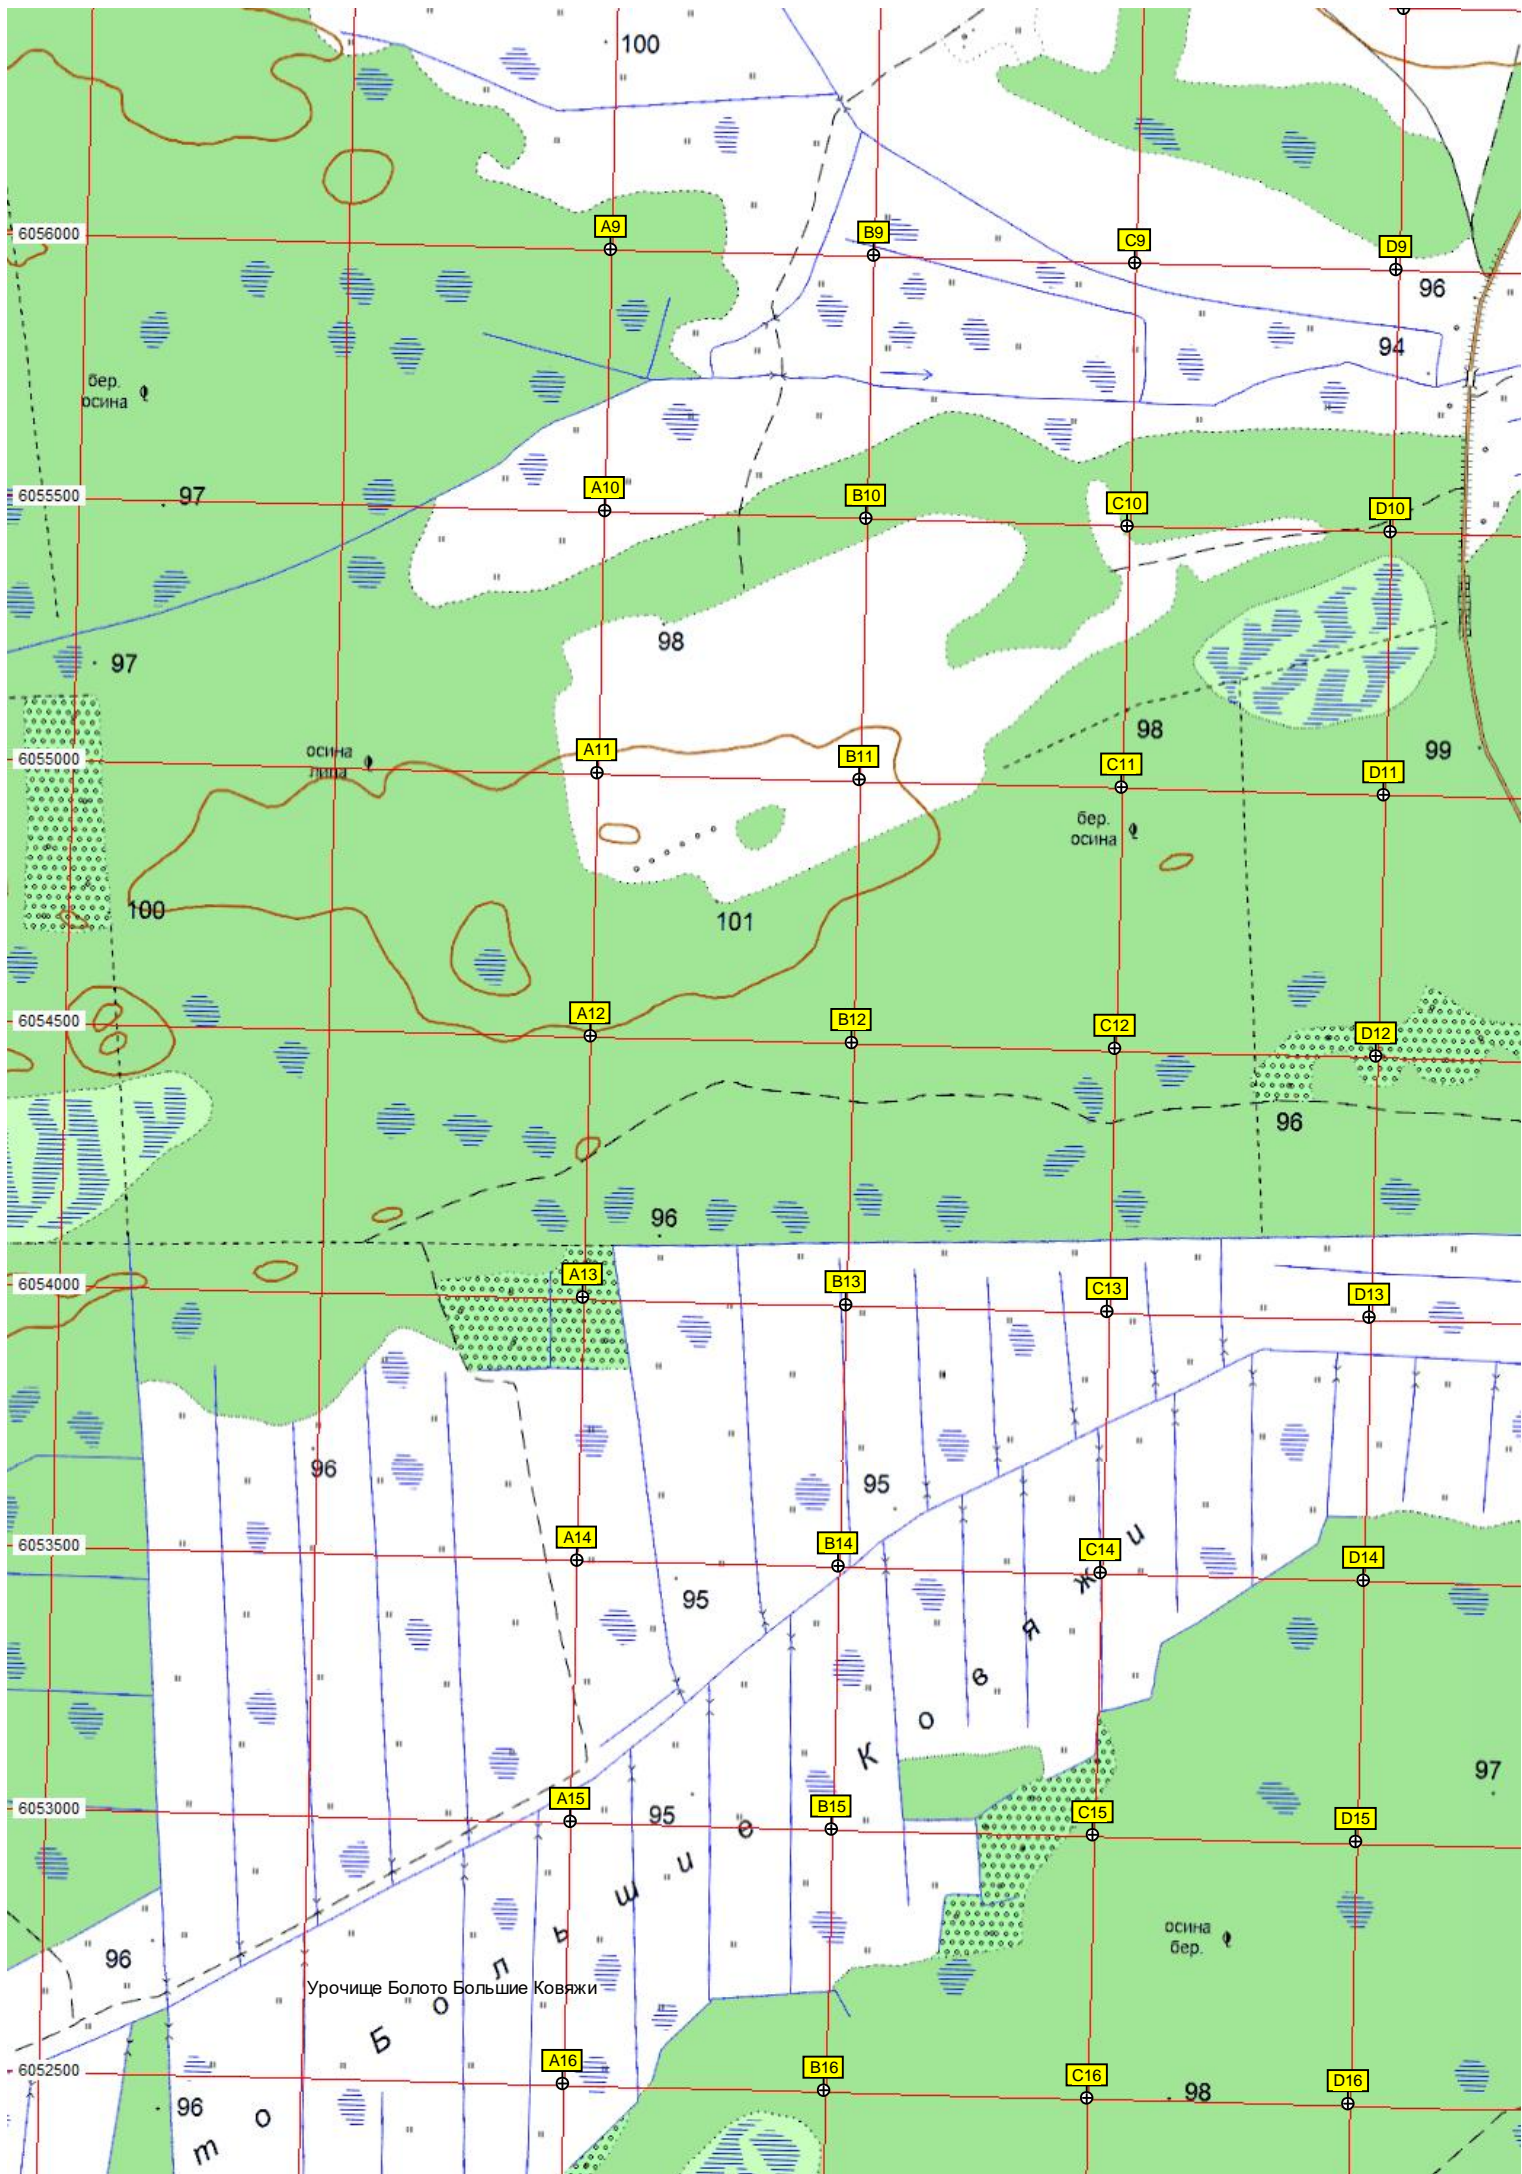 100
A9
B9
C9
D9
6056000
96
94
бер.
осина
97
6055500
A10
B10
C10
D10
98
97
98
99
осина
липа
6055000
A11
B11
C11
D11
бер.
осина
100
101
6054500
A12
B12
C12
D12
96
96
6054000
A13
B13
C13
D13
96
95
6053500
A14
B14
C14
D14
95
97
6053000
A15
B15
C15
D15
95
осина
бер.
96
Урочище Болото Большие Ковяжи
т о Б о л ь ш и е К о в я ж и
6052500
A16
B16
C16
D16
96
98